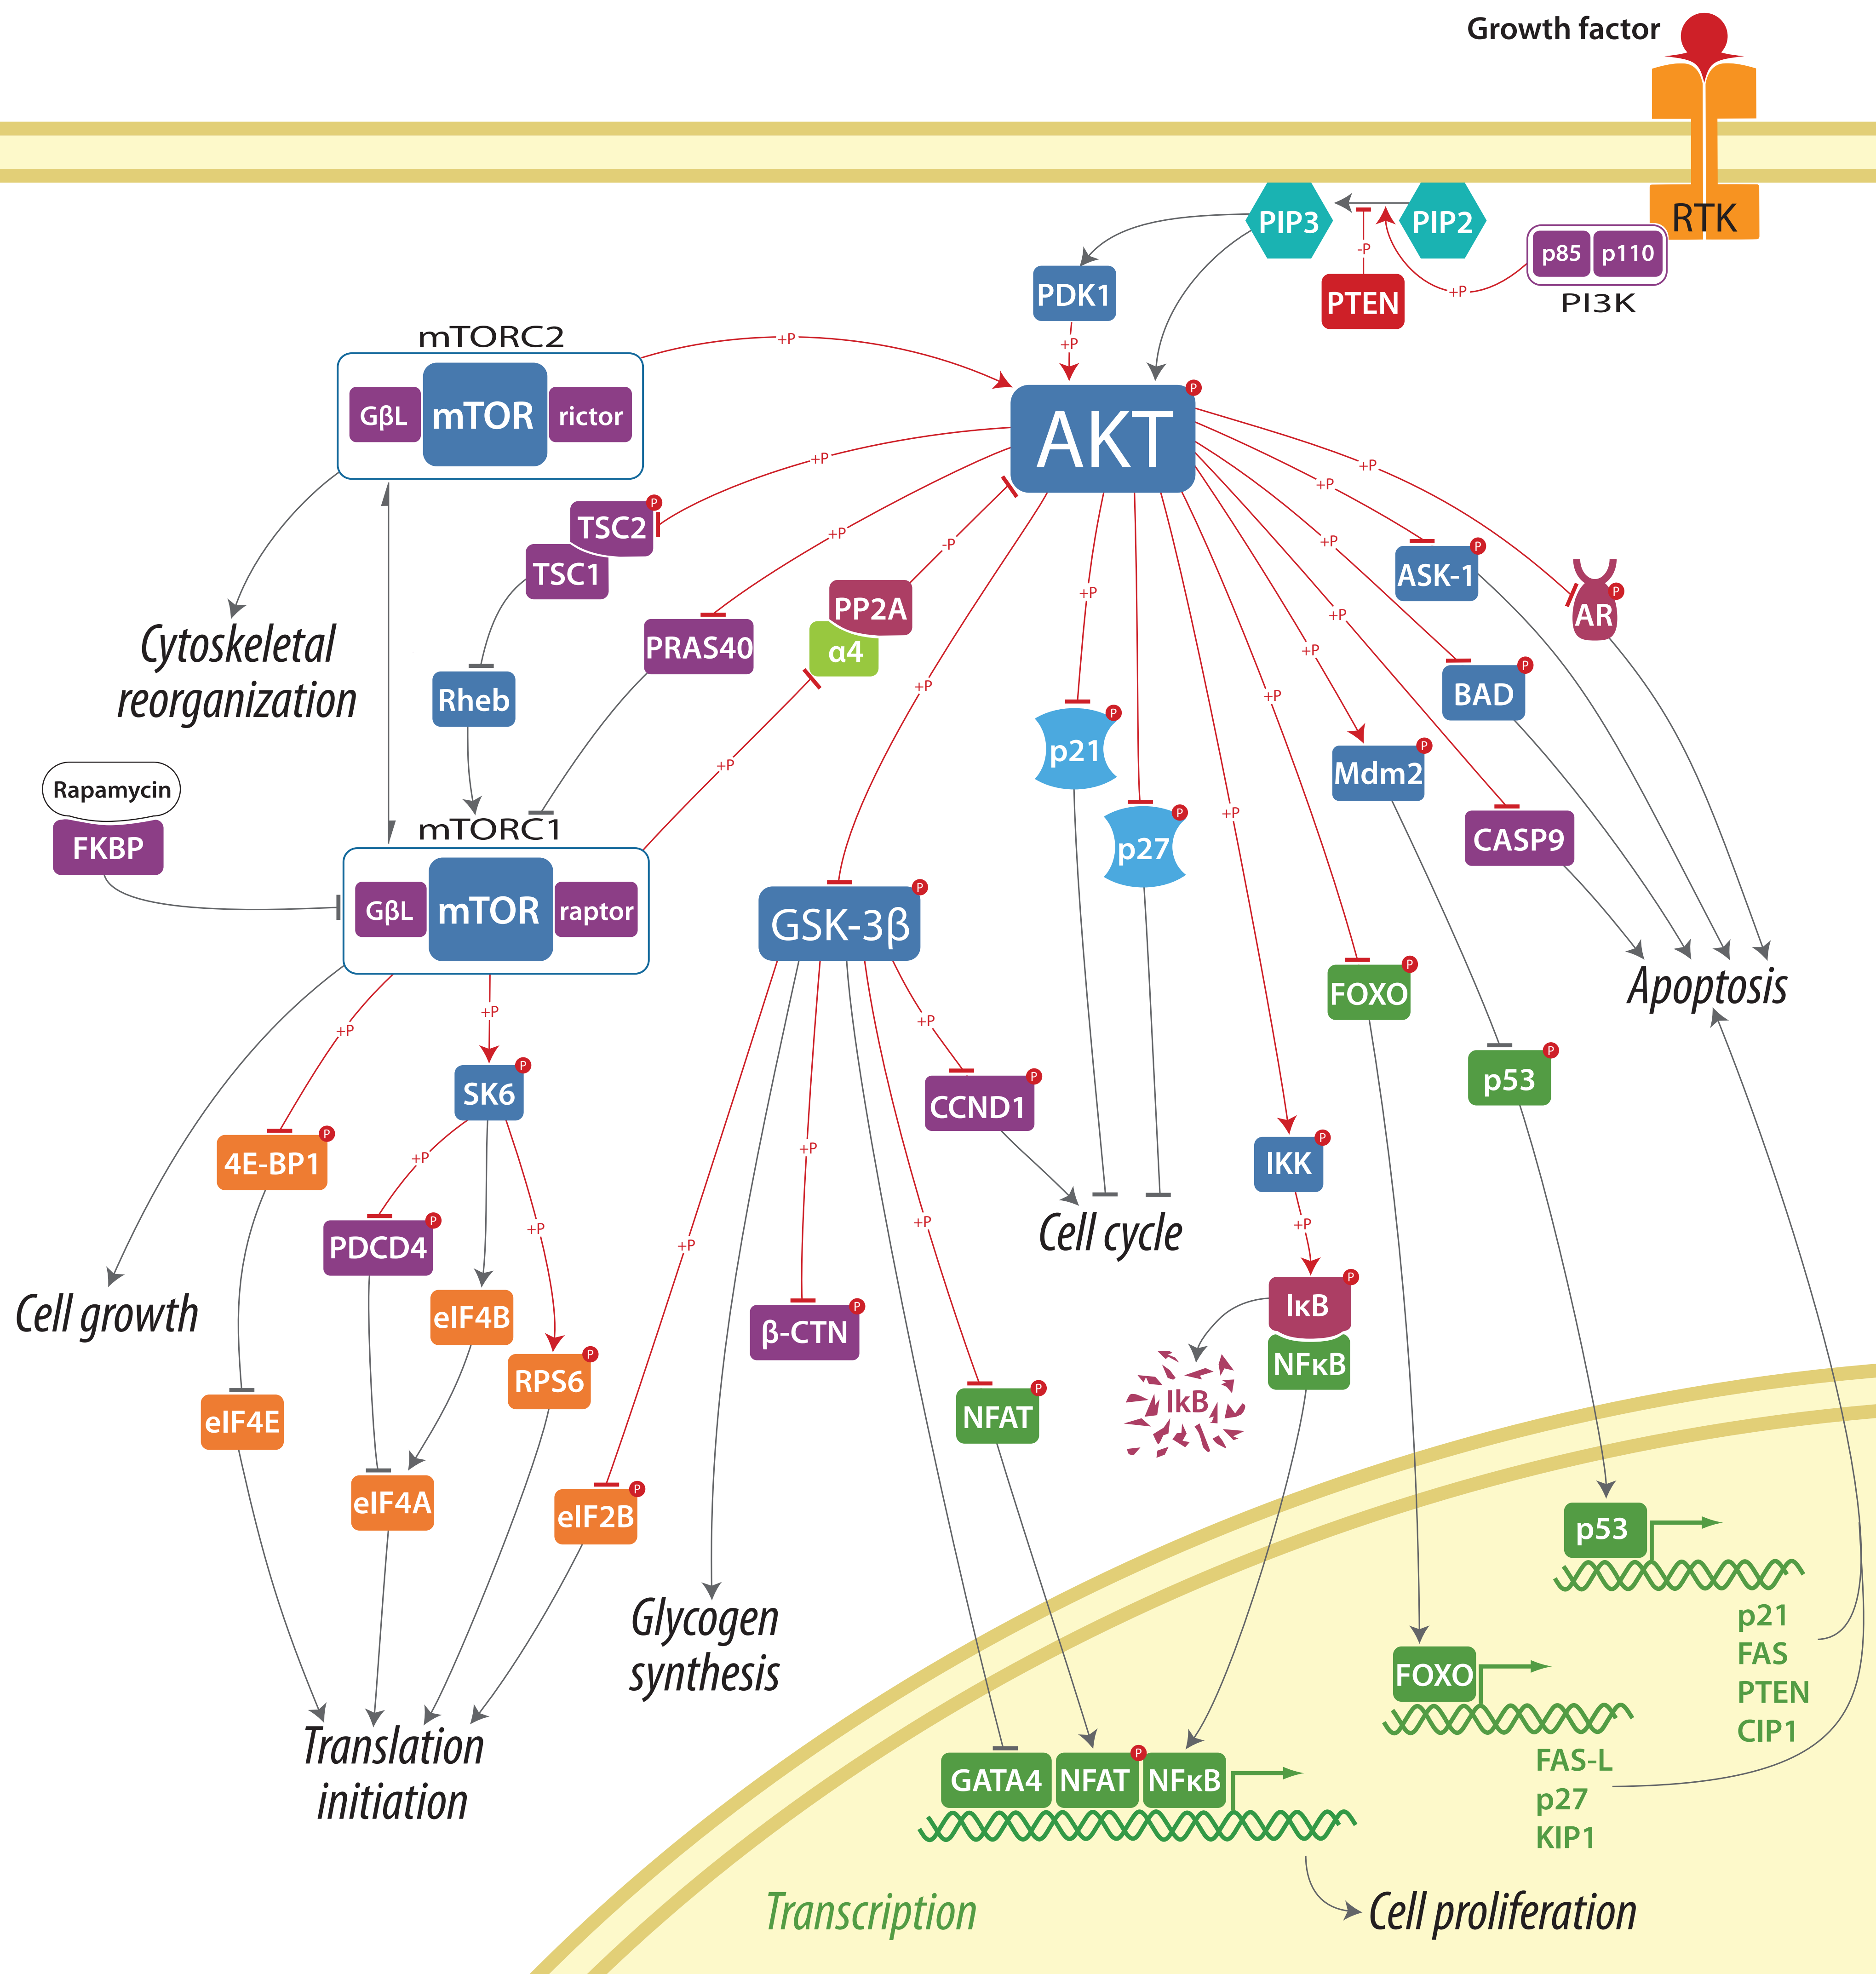 Growth factor
RTK
PIP3
PIP2
-P
+P
p85
p110
PI3K
PTEN
PDK1
+P
mTORC2
GβL
mTOR
rictor
+P
AKT
P
+P
+P
-P
+P
+P
+P
+P
+P
+P
+P
+P
+P
+P
TSC2
P
TSC1
PRAS40
PP2A
α4
ASK-1
P
AR
P
BAD
P
Cytoskeletal
reorganization
Rheb
p21
P
Mdm2
P
+P
Rapamycin
FKBP
mTORC1
p27
P
CASP9
GβL
mTOR
raptor
GSK-3β
P
FOXO
P
Apoptosis
+P
+P
+P
SK6
P
CCND1
P
p53
P
4E-BP1
P
+P
+P
+P
+P
+P
IKK
P
+P
PDCD4
P
Cell cycle
Cell growth
eIF4B
β-CTN
P
IκB
P
NFκB
RPS6
P
IkB
eIF4E
NFAT
P
eIF4A
eIF2B
P
p53
Glycogen
synthesis
p21
FAS
PTEN
CIP1
FOXO
Translation
initiation
FAS-L
p27
KIP1
GATA4
NFAT
P
NFκB
Transcription
Cell proliferation